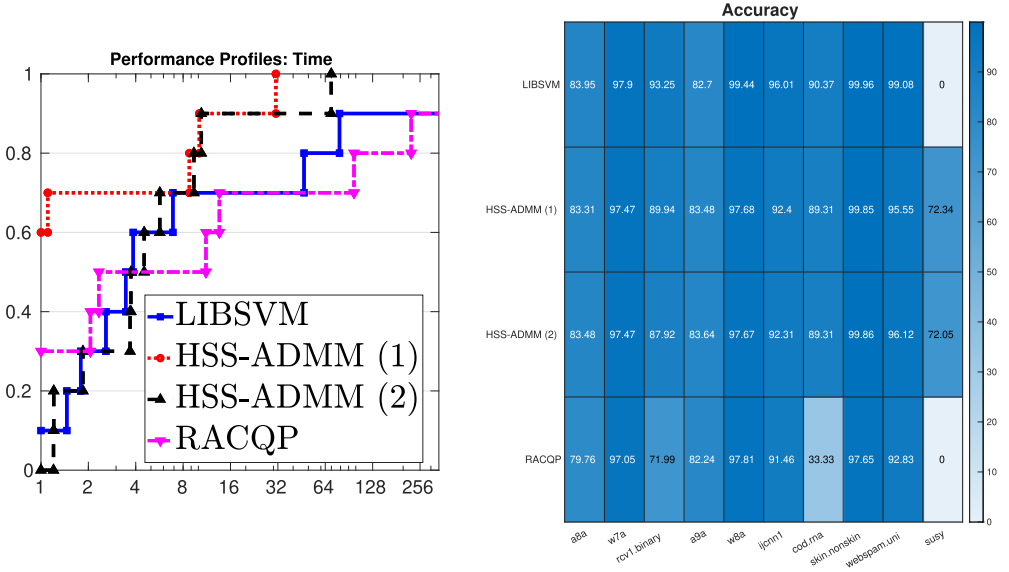 Performance Profiles: Time
1
0.8
0.6
0.4
0.2
0
1 2 4 8 16 32 64 128 256
LIBSVM
HSS-ADMM (1)
HSS-ADMM (2)
RACQP
Accuracy
LIBSVM 83.95 97.9 93.25 82.7 99.44 96.01 90.37 99.96 99.08 0
HSS-ADMM (1) 83.31 97.47 89.94 83.48 97.68 92.4 89.31 99.85 95.55 72.34
HSS-ADMM (2) 83.48 97.47 87.92 83.64 97.67 92.31 89.31 99.86 96.12 72.05
RACQP 79.76 97.05 71.99 82.24 97.81 91.46 33.33 97.65 92.83 0
a8a w7a rcv1.binary a9a w8a ijcnn1 cod.rna skin.nonskin webspam.uni susy
90
80
70
60
50
40
30
20
10
0